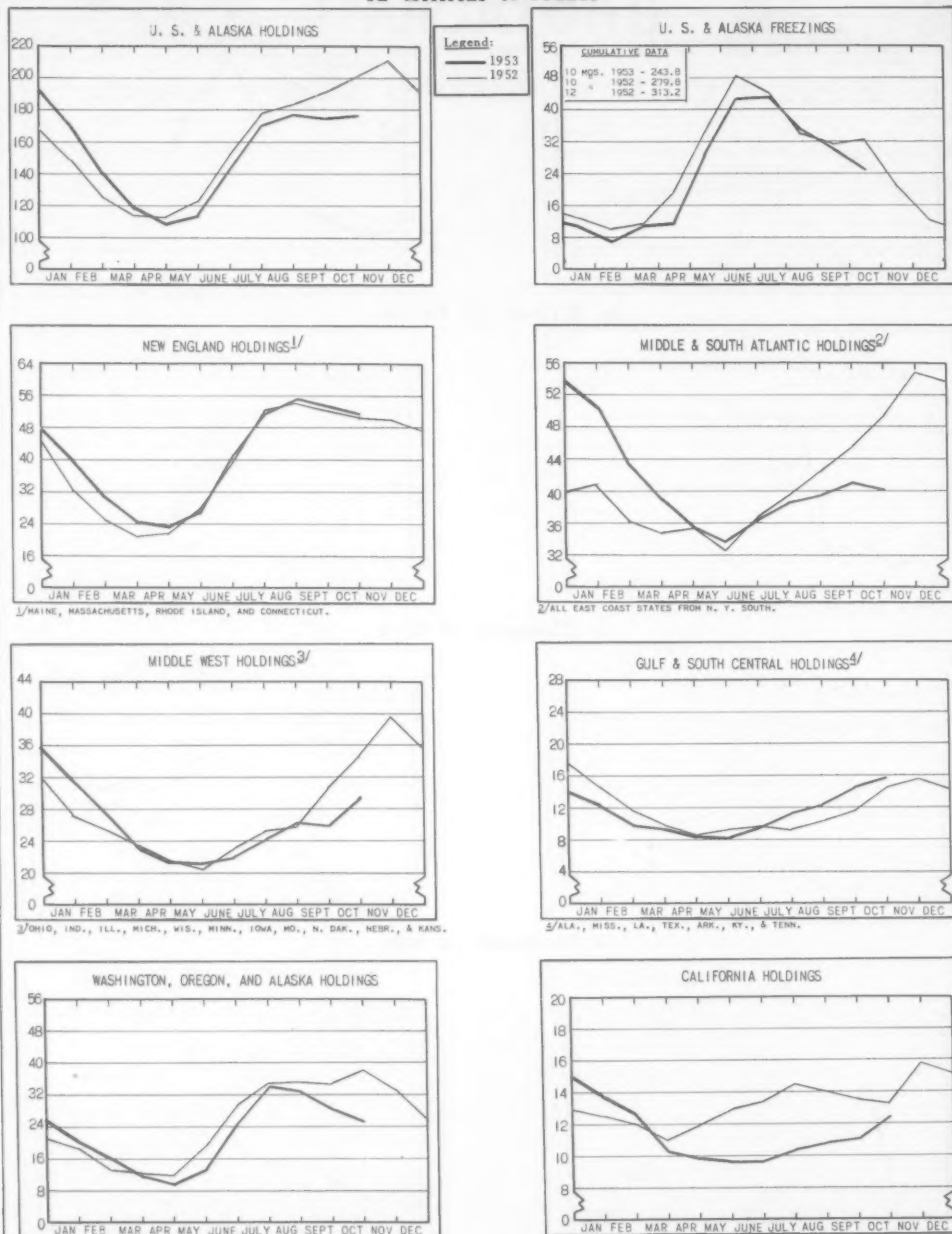 U. S. & ALASKA HOLDINGS
220
200
180
160
140
120
100
0
JAN FEB MAR APR MAY JUNE JULY AUG SEPT OCT NOV DEC
Legend:
1953
1952
U. S. & ALASKA FREEZINGS
CUMULATIVE DATA
10 MOS. 1953 - 243.8
10 " 1952 - 279.8
12 " 1952 - 313.2
56
48
40
32
24
16
8
0
JAN FEB MAR APR MAY JUNE JULY AUG SEPT OCT NOV DEC
NEW ENGLAND HOLDINGS 1/
64
56
48
40
32
24
16
0
JAN FEB MAR APR MAY JUNE JULY AUG SEPT OCT NOV DEC
1/MAINE, MASSACHUSETTS, RHODE ISLAND, AND CONNECTICUT.
MIDDLE & SOUTH ATLANTIC HOLDINGS 2/
56
52
48
44
40
36
32
0
JAN FEB MAR APR MAY JUNE JULY AUG SEPT OCT NOV DEC
2/ALL EAST COAST STATES FROM N. Y. SOUTH.
MIDDLE WEST HOLDINGS 3/
44
40
36
32
28
24
20
0
JAN FEB MAR APR MAY JUNE JULY AUG SEPT OCT NOV DEC
3/OHIO, IND., ILL., MICH., WIS., MINN., IOWA, MO., N. DAK., NEBR., & KANS.
GULF & SOUTH CENTRAL HOLDINGS 4/
28
24
20
16
12
8
4
0
JAN FEB MAR APR MAY JUNE JULY AUG SEPT OCT NOV DEC
4/ALA., MISS., LA., TEX., ARK., KY., & TENN.
WASHINGTON, OREGON, AND ALASKA HOLDINGS
56
48
40
32
24
16
8
0
JAN FEB MAR APR MAY JUNE JULY AUG SEPT OCT NOV DEC
CALIFORNIA HOLDINGS
20
18
16
14
12
10
8
0
JAN FEB MAR APR MAY JUNE JULY AUG SEPT OCT NOV DEC